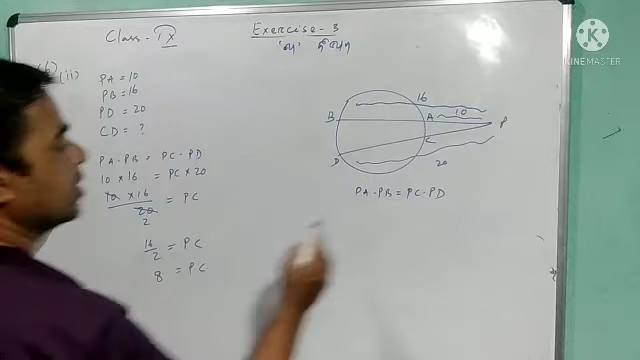 Class-IX
Exercise-3
(ii)
PA = 10
PB = 16
PD = 20
CD = ?
PA·PB = PC·PD
10 × 16 = PC × 20
10 × 16 / 20 = PC
2
16/2 = PC
8 = PC
16
10
B
A
P
C
D
20
PA·PB = PC·PD
KINEMASTER